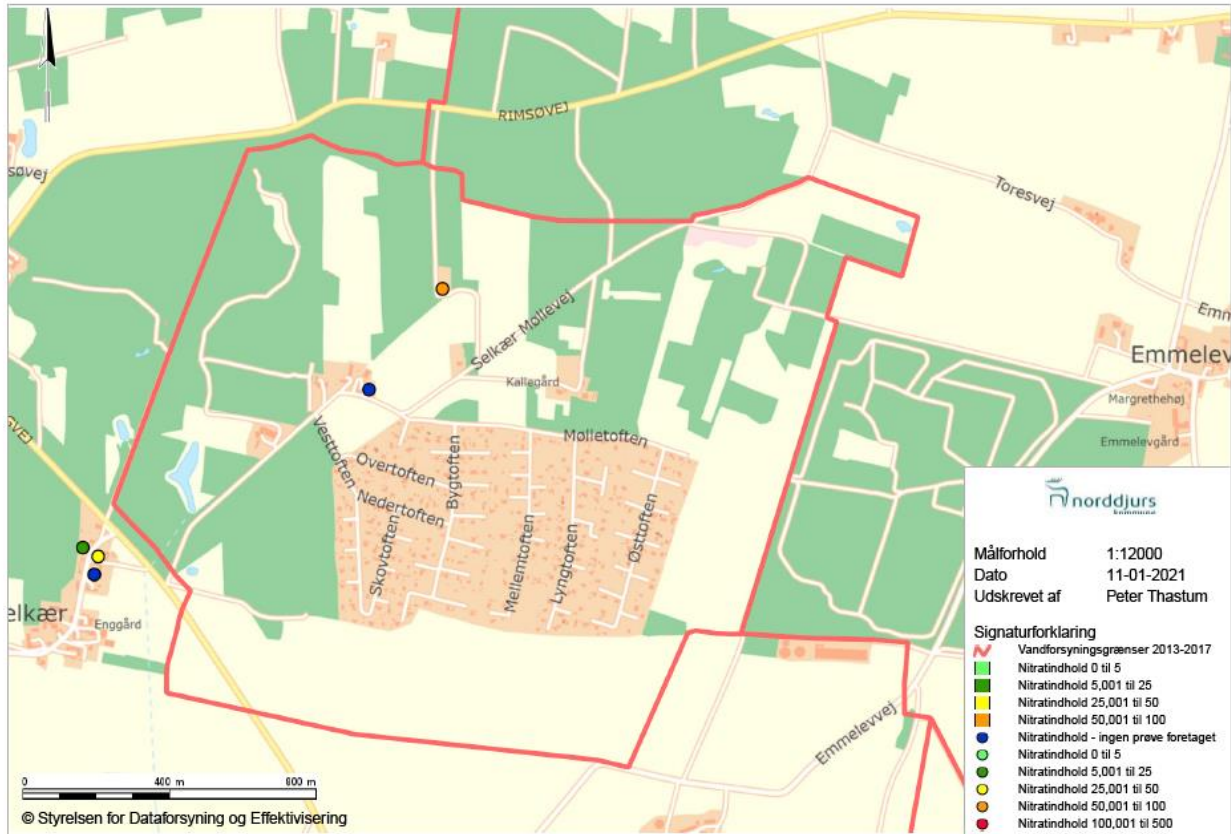 RIMSØVEJ
søvej
Toresvej
Emm
Selkær Møllevej
Emmelev
Kallegård
Margrethehøj
Mølletoften
Emmelevgård
Vesttoften
Overtoften
Bygtoften
Nedertoften
Skovtoften
Mellemtoften
Lyngtoften
Østtoften
SVEJ
elkær
Enggård
Emmelevvej
norddjurs
kommune
Målforhold 1:12000
Dato 11-01-2021
Udskrevet af Peter Thastum
Signaturforklaring
Vandforsyningsgrænser 2013-2017
Nitratindhold 0 til 5
Nitratindhold 5,001 til 25
Nitratindhold 25,001 til 50
Nitratindhold 50,001 til 100
Nitratindhold - ingen prøve foretaget
Nitratindhold 0 til 5
Nitratindhold 5,001 til 25
Nitratindhold 25,001 til 50
Nitratindhold 50,001 til 100
Nitratindhold 100,001 til 500
0 400 m 800 m
© Styrelsen for Dataforsyning og Effektivisering